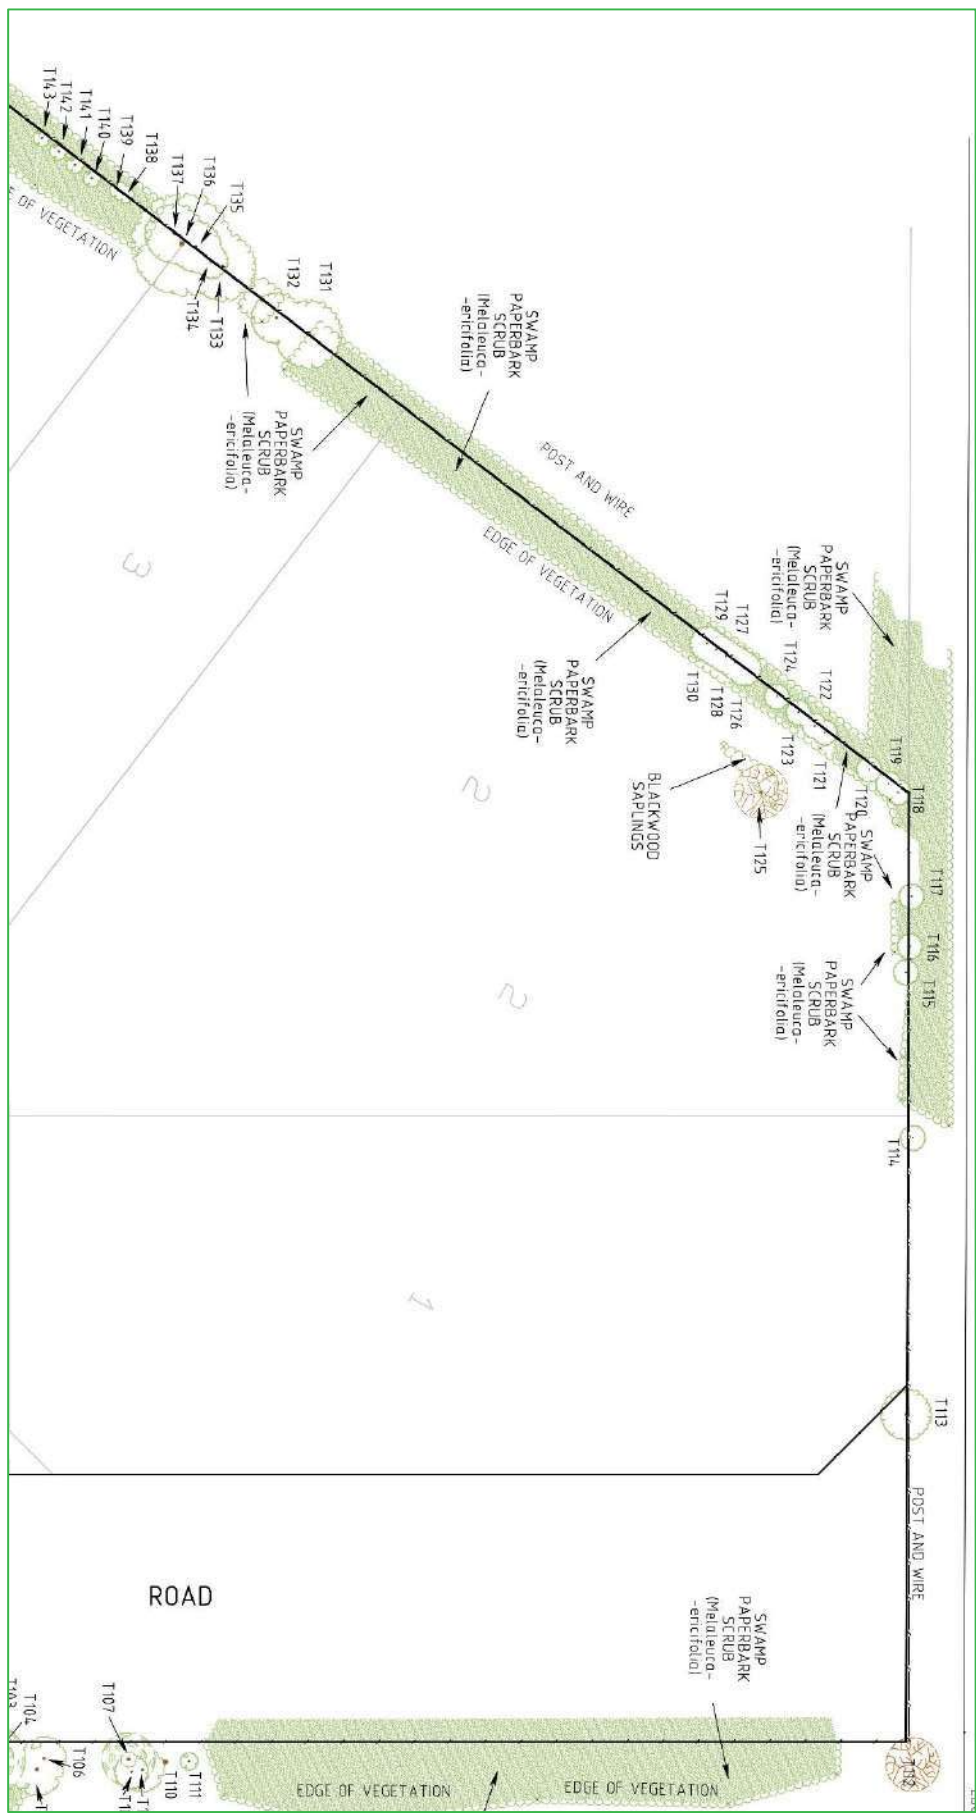 T143
T142
T141
T140
T139
T138
T137
T136
T135
T134
T133
T132
T131
OF VEGETATION
SWAMP
PAPERBARK
SCRUB
(Melaleuca-
-ericifolia)
SWAMP
PAPERBARK
SCRUB
(Melaleuca-
-ericifolia)
POST AND WIRE
EDGE OF VEGETATION
3
SWAMP
PAPERBARK
SCRUB
(Melaleuca-
-ericifolia)
T129
T127
T124
T122
T119
T118
T130
T128
T126
T123
T121
T120
SWAMP
PAPERBARK
SCRUB
(Melaleuca-
-ericifolia)
BLACKWOOD
SAPLINGS
T125
2
SWAMP
PAPERBARK
SCRUB
(Melaleuca-
-ericifolia)
T117
T116
T115
2
SWAMP
PAPERBARK
SCRUB
(Melaleuca-
-ericifolia)
T114
1
T113
POST AND WIRE
ROAD
SWAMP
PAPERBARK
SCRUB
(Melaleuca-
-ericifolia)
T112
T104
T106
T107
T110
T111
EDGE OF VEGETATION
EDGE OF VEGETATION